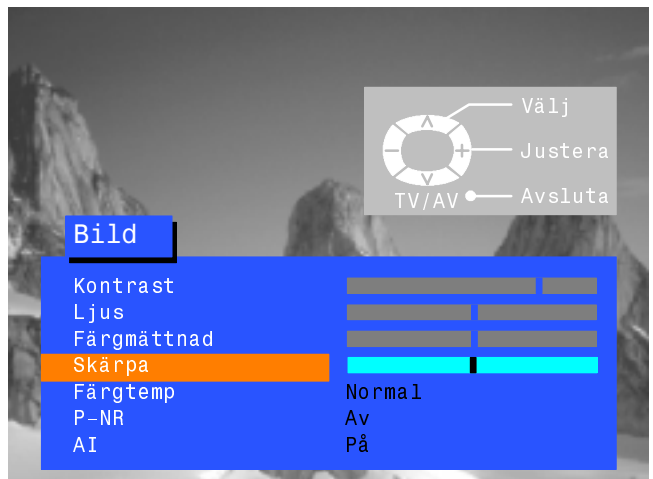 Välj
Justera
TV/AV Avsluta
Bild
Kontrast
Ljus
Färgmättnad
Skärpa
Färgtemp Normal
P-NR Av
AI På